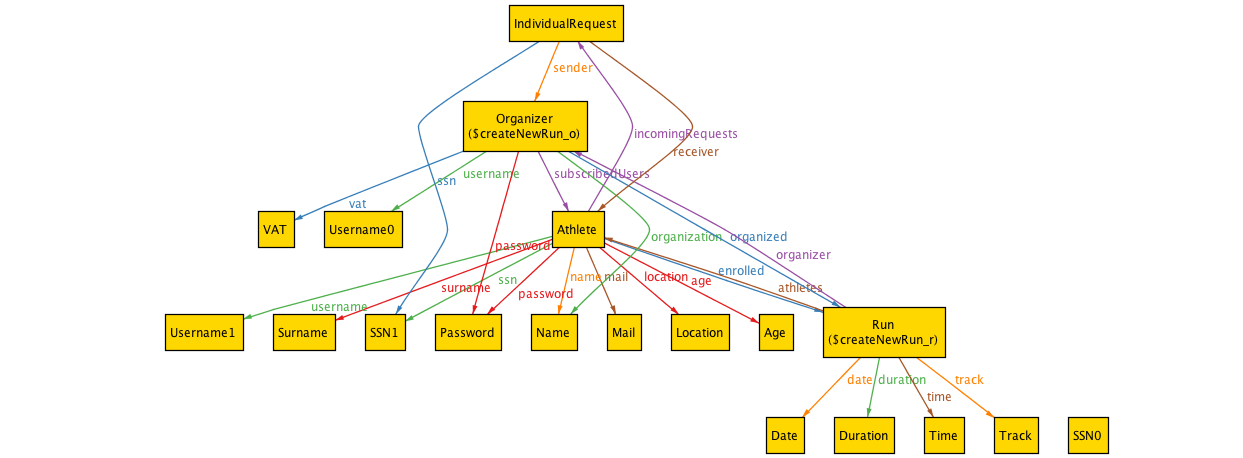 IndividualRequest
sender
Organizer
($createNewRun_o)
incomingRequests
receiver
subscribedUsers
username
ssn
vat
VAT
Username0
Athlete
organization
organized
password
organizer
enrolled
name
mail
location
age
ssn
surname
password
athletes
username
Username1
Surname
SSN1
Password
Name
Mail
Location
Age
Run
($createNewRun_r)
date
duration
track
time
Date
Duration
Time
Track
SSN0